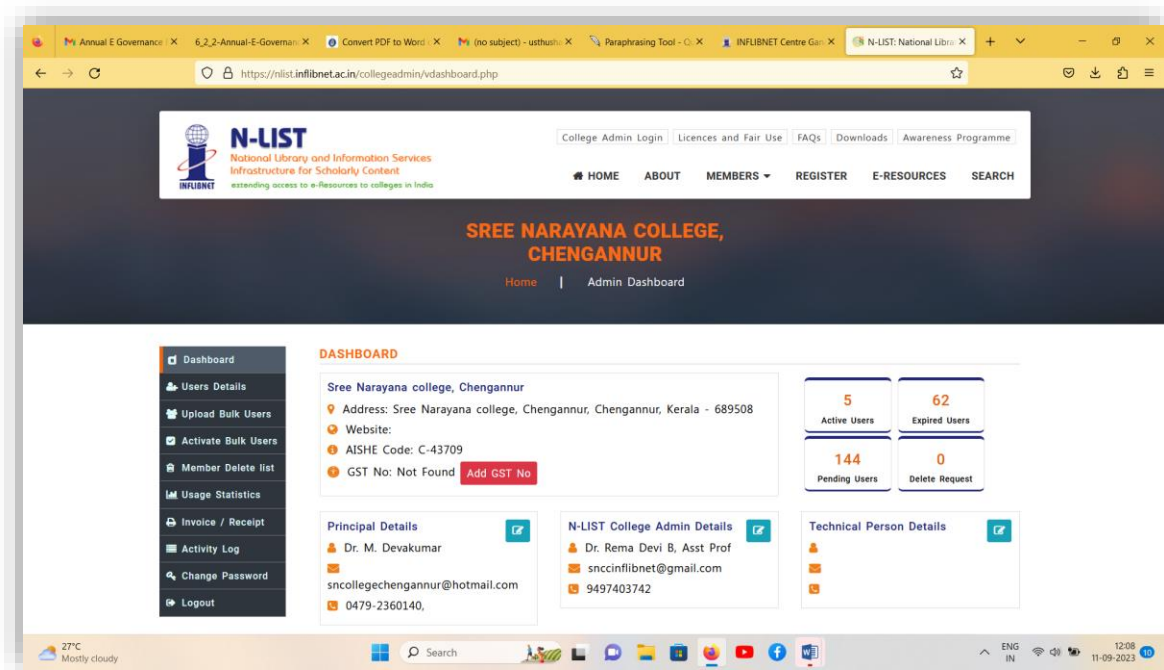 Annual E Governance
6_2_2-Annual-E-Governan
Convert PDF to Word
(no subject) - usthush
Paraphrasing Tool - Q
INFLIBNET Centre Gan
N-LIST: National Libra
https://nlist.inflibnet.ac.in/collegeadmin/vdashboard.php
INFLIBNET
N-LIST
National Library and Information Services
Infrastructure for Scholarly Content
extending access to e-Resources to colleges in India
College Admin Login Licences and Fair Use FAQs Downloads Awareness Programme
HOME ABOUT MEMBERS REGISTER E-RESOURCES SEARCH
SREE NARAYANA COLLEGE,
CHENGANNUR
Home | Admin Dashboard
Dashboard
Users Details
Upload Bulk Users
Activate Bulk Users
Member Delete list
Usage Statistics
Invoice / Receipt
Activity Log
Change Password
Logout
DASHBOARD
Sree Narayana college, Chengannur
Address: Sree Narayana college, Chengannur, Chengannur, Kerala - 689508
Website:
AISHE Code: C-43709
GST No: Not Found Add GST No
5
Active Users
62
Expired Users
144
Pending Users
0
Delete Request
Principal Details
Dr. M. Devakumar
sncollegechengannur@hotmail.com
0479-2360140,
N-LIST College Admin Details
Dr. Rema Devi B, Asst Prof
snccinflibnet@gmail.com
9497403742
Technical Person Details
27°C
Mostly cloudy
Search
ENG
IN
12:08
11-09-2023
10